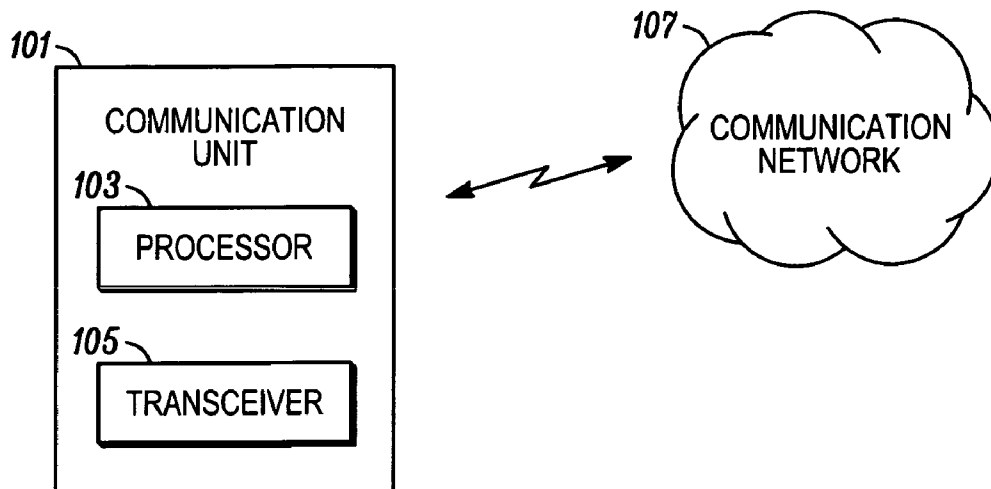 101
COMMUNICATION
UNIT
103
PROCESSOR
105
TRANSCEIVER
107
COMMUNICATION
NETWORK